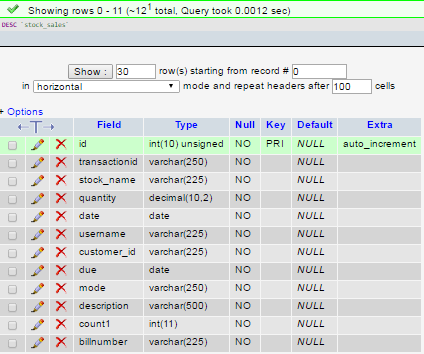 Showing rows 0 - 11 (~12¹ total, Query took 0.0012 sec)
DESC `stock_sales`
Show : 30 row(s) starting from record # 0
in horizontal mode and repeat headers after 100 cells
+ Options
←T→ Field Type Null Key Default Extra
id int(10) unsigned NO PRI NULL auto_increment
transactionid varchar(250) NO NULL
stock_name varchar(225) NO NULL
quantity decimal(10,2) NO NULL
date date NO NULL
username varchar(225) NO NULL
customer_id varchar(225) NO NULL
due date NO NULL
mode varchar(250) NO NULL
description varchar(500) NO NULL
count1 int(11) NO NULL
billnumber varchar(225) NO NULL